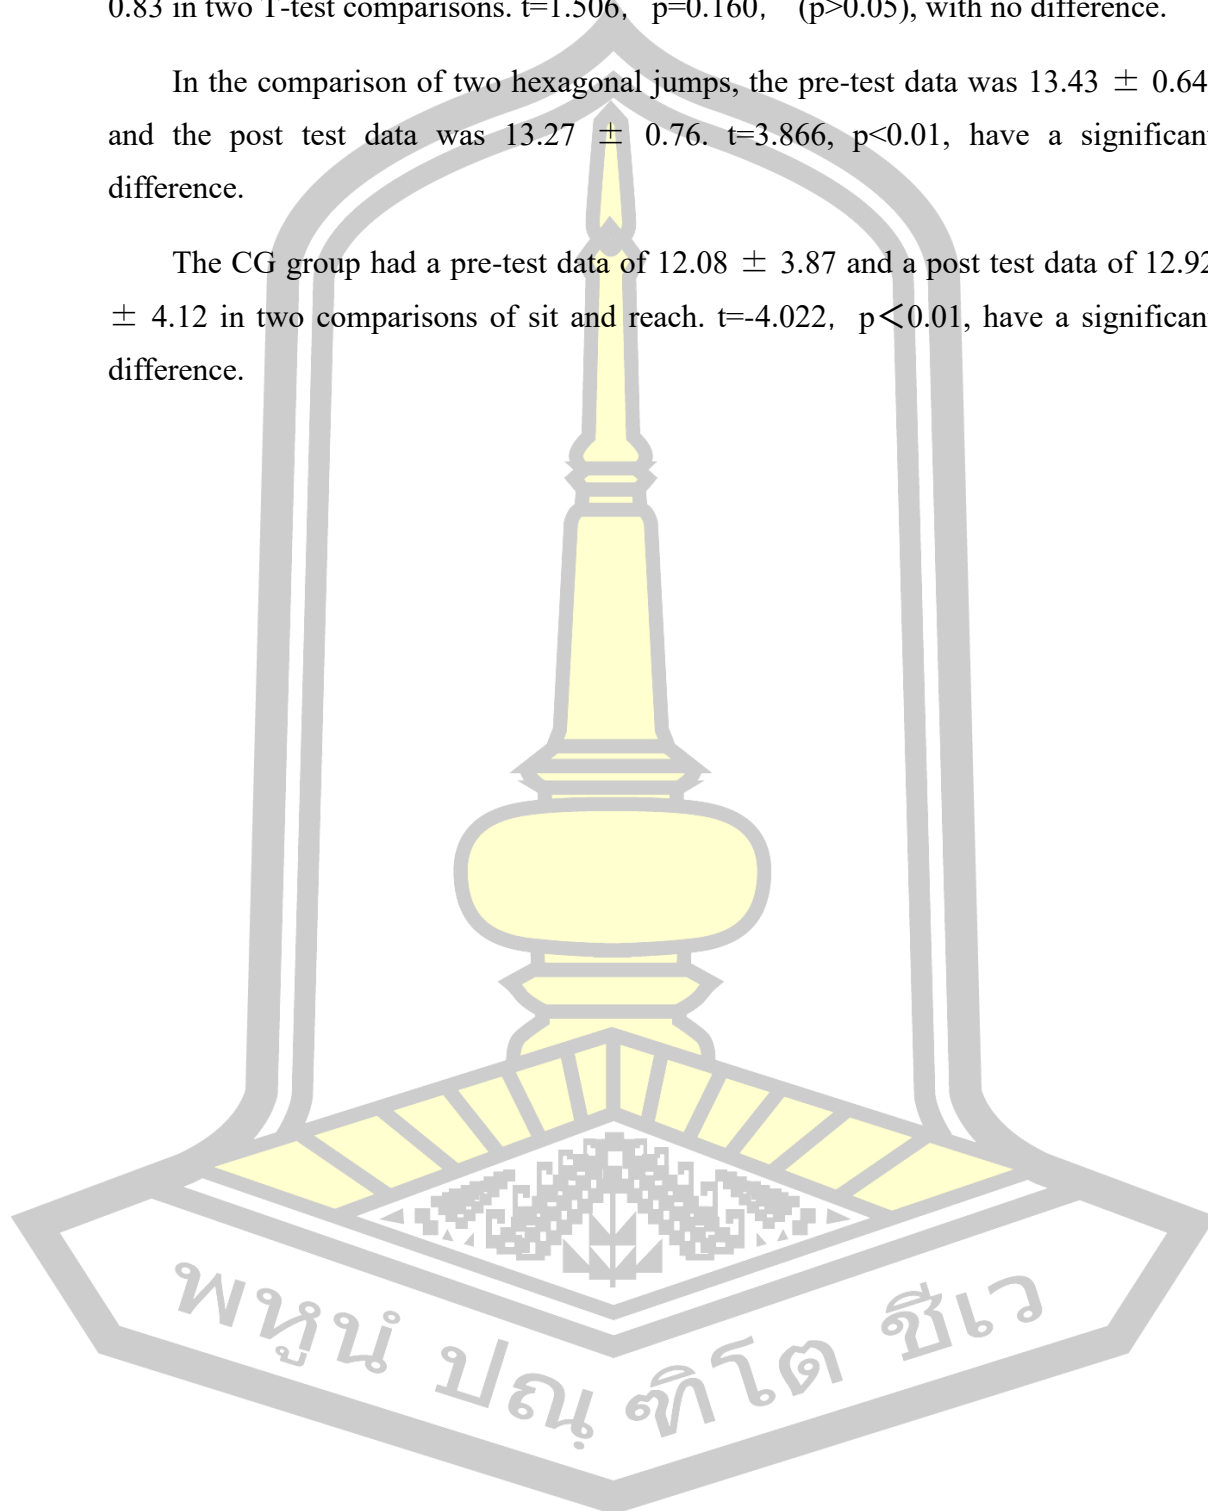 0.83 in two T-test comparisons. t=1.506, p=0.160, (p>0.05), with no difference.
In the comparison of two hexagonal jumps, the pre-test data was 13.43 ± 0.64
and the post test data was 13.27 ± 0.76. t=3.866, p<0.01, have a significant
difference.
The CG group had a pre-test data of 12.08 ± 3.87 and a post test data of 12.92
± 4.12 in two comparisons of sit and reach. t=-4.022, p<0.01, have a significant
difference.
พหูนํ ปณฺฑิโต ชีเว